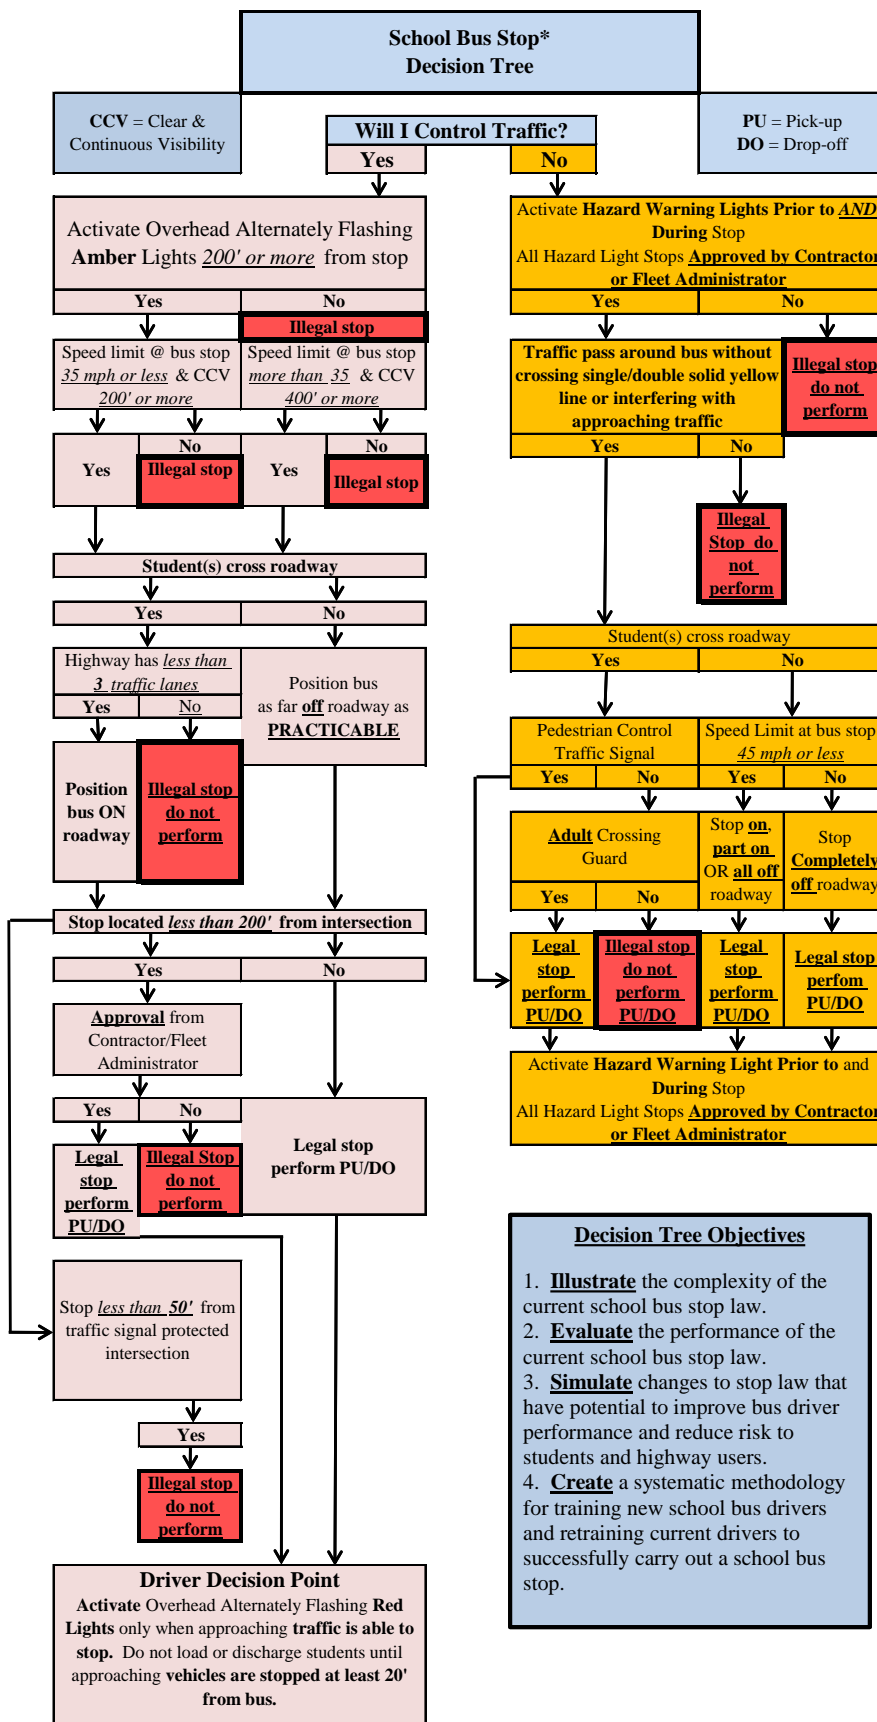 School Bus Stop*
Decision Tree
CCV = Clear &
Continuous Visibility
Will I Control Traffic?
PU = Pick-up
DO = Drop-off
Yes
No
Activate Overhead Alternately Flashing
Amber Lights 200' or more from stop
Yes
No
Illegal stop
Speed limit @ bus stop
35 mph or less & CCV
200' or more
Speed limit @ bus stop
more than 35 & CCV
400' or more
Yes
No
Illegal stop
Yes
No
Illegal stop
Student(s) cross roadway
Yes
No
Highway has less than
3 traffic lanes
Yes
No
Position bus
as far off roadway as
PRACTICABLE
Position
bus ON
roadway
Illegal stop
do not
perform
Stop located less than 200' from intersection
Yes
No
Approval from
Contractor/Fleet
Administrator
Yes
No
Legal
stop
perform
PU/DO
Illegal Stop
do not
perform
Legal stop
perform PU/DO
Stop less than 50' from
traffic signal protected
intersection
Yes
Illegal stop
do not
perform
Driver Decision Point
Activate Overhead Alternately Flashing Red
Lights only when approaching traffic is able to
stop. Do not load or discharge students until
approaching vehicles are stopped at least 20'
from bus.
Activate Hazard Warning Lights Prior to AND
During Stop
All Hazard Light Stops Approved by Contractor
or Fleet Administrator
Yes
No
Traffic pass around bus without
crossing single/double solid yellow
line or interfering with
approaching traffic
Illegal stop
do not
perform
Yes
No
Illegal
Stop do
not
perform
Student(s) cross roadway
Yes
No
Pedestrian Control
Traffic Signal
Speed Limit at bus stop
45 mph or less
Yes
No
Yes
No
Adult Crossing
Guard
Stop on,
part on
OR all off
roadway
Stop
Completely
off roadway
Yes
No
Legal
stop
perform
PU/DO
Illegal stop
do not
perform
PU/DO
Legal
stop
perform
PU/DO
Legal stop
perfom
PU/DO
Activate Hazard Warning Light Prior to and
During Stop
All Hazard Light Stops Approved by Contractor
or Fleet Administrator
Decision Tree Objectives
1. Illustrate the complexity of the
current school bus stop law.
2. Evaluate the performance of the
current school bus stop law.
3. Simulate changes to stop law that
have potential to improve bus driver
performance and reduce risk to
students and highway users.
4. Create a systematic methodology
for training new school bus drivers
and retraining current drivers to
successfully carry out a school bus
stop.